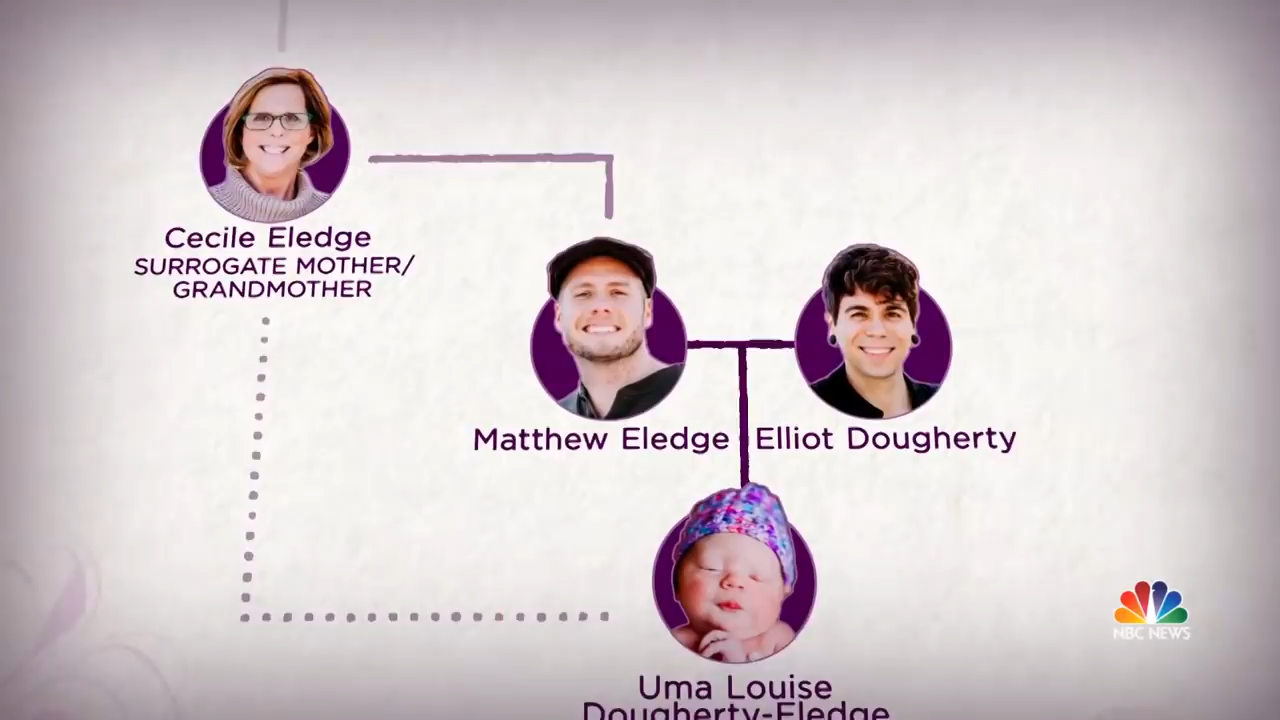 Cecile Eledge
SURROGATE MOTHER/
GRANDMOTHER
Matthew Eledge
Elliot Dougherty
Uma Louise
Dougherty-Eledge
NBC NEWS